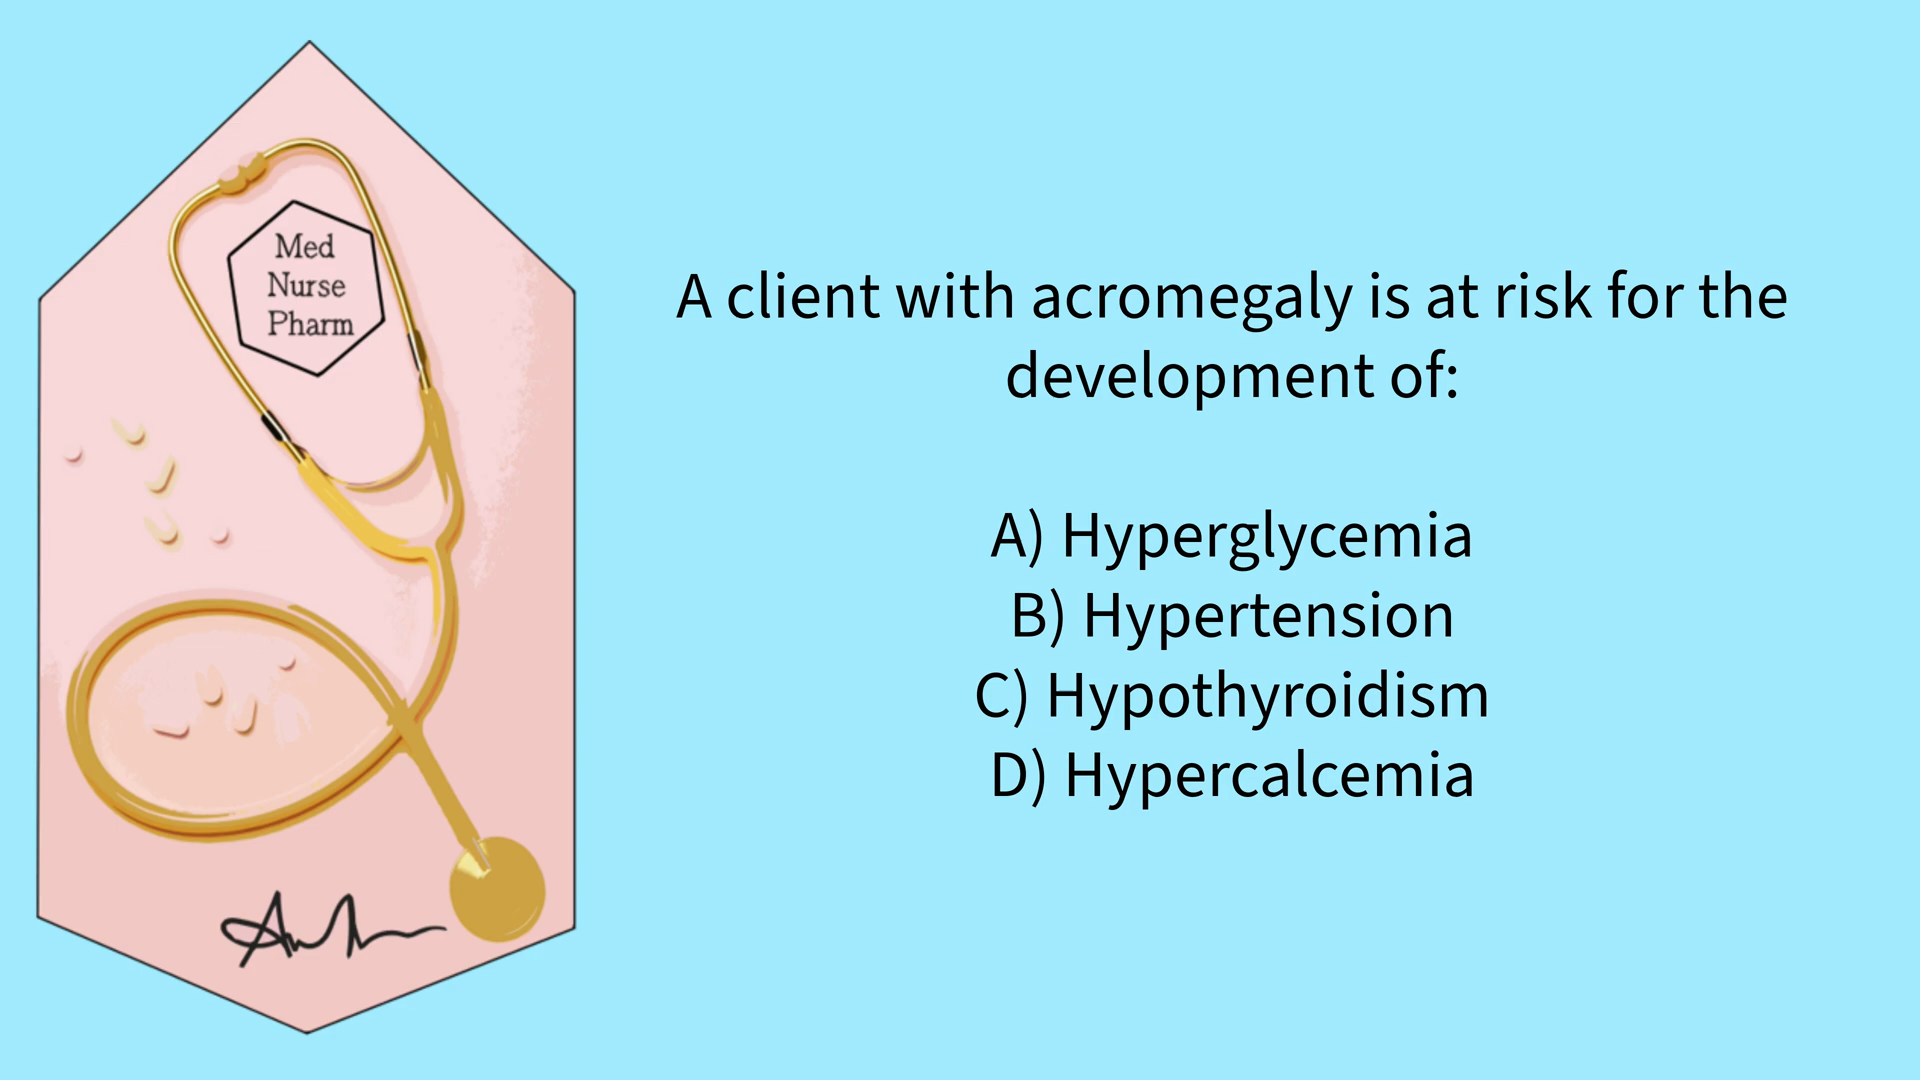 Med
Nurse
Pharm
A client with acromegaly is at risk for the
development of:
A) Hyperglycemia
B) Hypertension
C) Hypothyroidism
D) Hypercalcemia